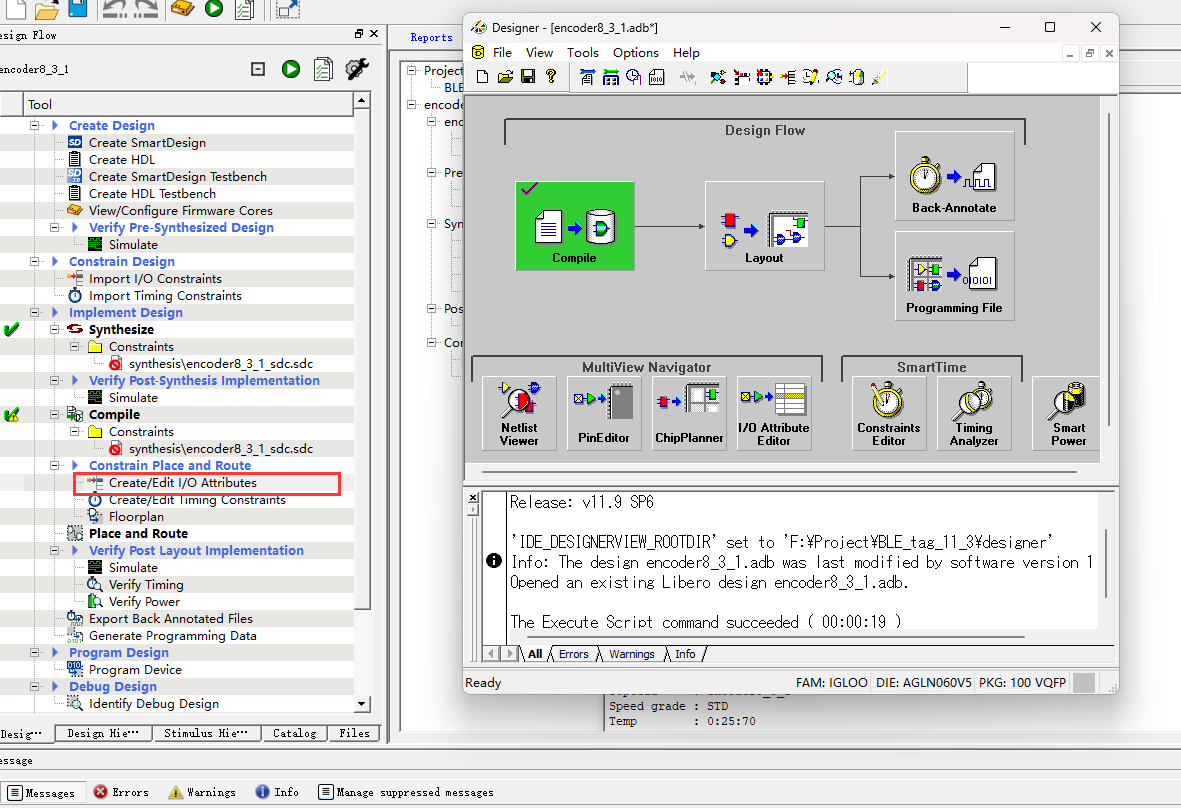 esign Flow
encoder8_3_1
Tool
Create Design
Create SmartDesign
Create HDL
Create SmartDesign Testbench
Create HDL Testbench
View/Configure Firmware Cores
Verify Pre-Synthesized Design
Simulate
Constrain Design
Import I/O Constraints
Import Timing Constraints
Implement Design
Synthesize
Constraints
synthesis\encoder8_3_1_sdc.sdc
Verify Post-Synthesis Implementation
Simulate
Compile
Constraints
synthesis\encoder8_3_1_sdc.sdc
Constrain Place and Route
Create/Edit I/O Attributes
Create/Edit Timing Constraints
Floorplan
Place and Route
Verify Post Layout Implementation
Simulate
Verify Timing
Verify Power
Export Back Annotated Files
Generate Programming Data
Program Design
Program Device
Debug Design
Identify Debug Design
Desig⋯
Design Hie⋯
Stimulus Hie⋯
Catalog
Files
Reports
Project
BLE
encode
enc
Pre
Syn
Pos
Con
Designer - [encoder8_3_1.adb*]
File View Tools Options Help
Design Flow
Compile
Layout
Back-Annotate
Programming File
MultiView Navigator
Netlist Viewer
PinEditor
ChipPlanner
I/O Attribute Editor
SmartTime
Constraints Editor
Timing Analyzer
Smart Power
Release: v11.9 SP6
'IDE_DESIGNERVIEW_ROOTDIR' set to 'F:¥Project¥BLE_tag_11_3¥designer'
Info: The design encoder8_3_1.adb was last modified by software version 1
Opened an existing Libero design encoder8_3_1.adb.
The Execute Script command succeeded ( 00:00:19 )
All Errors Warnings Info
Ready
FAM: IGLOO DIE: AGLN060V5 PKG: 100 VQFP
Speed grade : STD
Temp : 0:25:70
essage
Messages Errors Warnings Info Manage suppressed messages